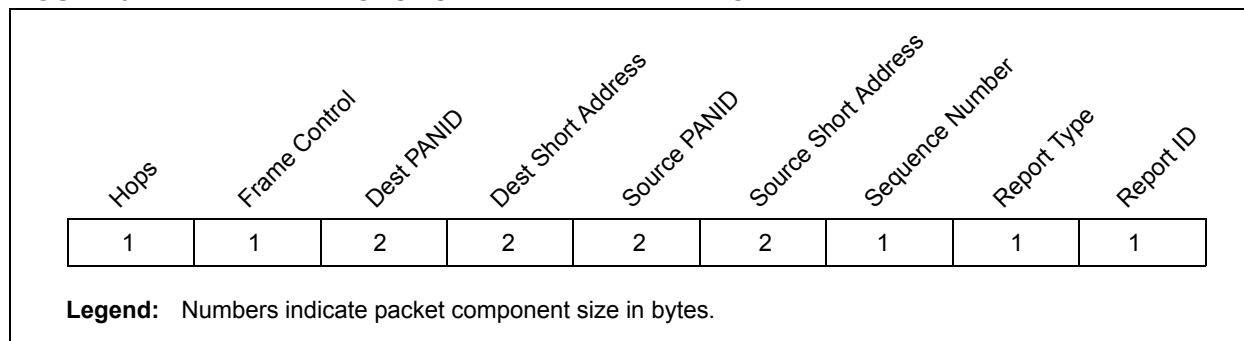 Hops
Frame Control
Dest PANID
Dest Short Address
Source PANID
Source Short Address
Sequence Number
Report Type
Report ID
1 1 2 2 2 2 1 1 1
Legend: Numbers indicate packet component size in bytes.